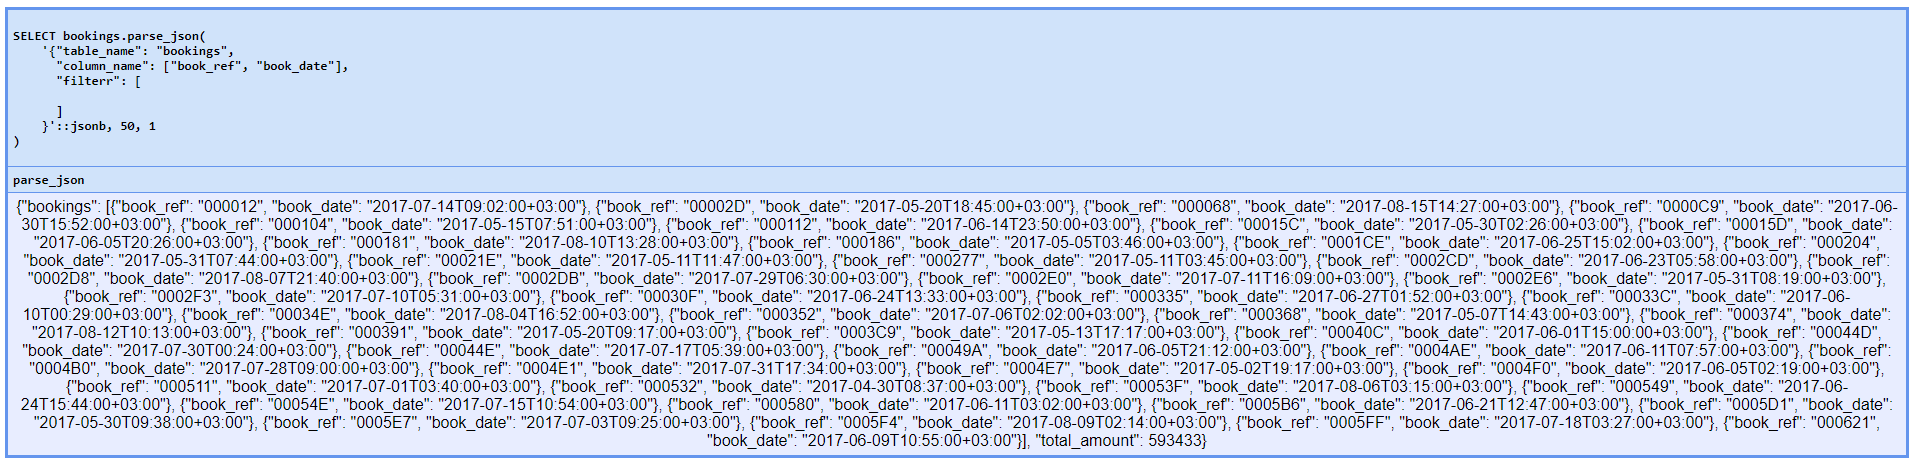 SELECT bookings.parse_json(
'{"table_name": "bookings",
"column_name": ["book_ref", "book_date"],
"filterr": [
]
}'::jsonb, 50, 1
)
parse_json
{"bookings": [{"book_ref": "000012", "book_date": "2017-07-14T09:02:00+03:00"}, {"book_ref": "00002D", "book_date": "2017-05-20T18:45:00+03:00"}, {"book_ref": "000068", "book_date": "2017-08-15T14:27:00+03:00"}, {"book_ref": "0000C9", "book_date": "2017-06-
30T15:52:00+03:00"}, {"book_ref": "000104", "book_date": "2017-05-15T07:51:00+03:00"}, {"book_ref": "000112", "book_date": "2017-06-14T23:50:00+03:00"}, {"book_ref": "00015C", "book_date": "2017-05-30T02:26:00+03:00"}, {"book_ref": "00015D", "book_date":
"2017-06-05T20:26:00+03:00"}, {"book_ref": "000181", "book_date": "2017-08-10T13:28:00+03:00"}, {"book_ref": "000186", "book_date": "2017-05-05T03:46:00+03:00"}, {"book_ref": "0001CE", "book_date": "2017-06-25T15:02:00+03:00"}, {"book_ref": "000204",
"book_date": "2017-05-31T07:44:00+03:00"}, {"book_ref": "00021E", "book_date": "2017-05-11T11:47:00+03:00"}, {"book_ref": "000277", "book_date": "2017-05-11T03:45:00+03:00"}, {"book_ref": "0002CD", "book_date": "2017-06-23T05:58:00+03:00"}, {"book_ref":
"0002D8", "book_date": "2017-08-07T21:40:00+03:00"}, {"book_ref": "0002DB", "book_date": "2017-07-29T06:30:00+03:00"}, {"book_ref": "0002E0", "book_date": "2017-07-11T16:09:00+03:00"}, {"book_ref": "0002E6", "book_date": "2017-05-31T08:19:00+03:00"},
{"book_ref": "0002F3", "book_date": "2017-07-10T05:31:00+03:00"}, {"book_ref": "00030F", "book_date": "2017-06-24T13:33:00+03:00"}, {"book_ref": "000335", "book_date": "2017-06-27T01:52:00+03:00"}, {"book_ref": "00033C", "book_date": "2017-06-
10T00:29:00+03:00"}, {"book_ref": "00034E", "book_date": "2017-08-04T16:52:00+03:00"}, {"book_ref": "000352", "book_date": "2017-07-06T02:02:00+03:00"}, {"book_ref": "000368", "book_date": "2017-05-07T14:43:00+03:00"}, {"book_ref": "000374", "book_date":
"2017-08-12T10:13:00+03:00"}, {"book_ref": "000391", "book_date": "2017-05-20T09:17:00+03:00"}, {"book_ref": "0003C9", "book_date": "2017-05-13T17:17:00+03:00"}, {"book_ref": "00040C", "book_date": "2017-06-01T15:00:00+03:00"}, {"book_ref": "00044D",
"book_date": "2017-07-30T00:24:00+03:00"}, {"book_ref": "00044E", "book_date": "2017-07-17T05:39:00+03:00"}, {"book_ref": "00049A", "book_date": "2017-06-05T21:12:00+03:00"}, {"book_ref": "0004AE", "book_date": "2017-06-11T07:57:00+03:00"}, {"book_ref":
"0004B0", "book_date": "2017-07-28T09:00:00+03:00"}, {"book_ref": "0004E1", "book_date": "2017-07-31T17:34:00+03:00"}, {"book_ref": "0004E7", "book_date": "2017-05-02T19:17:00+03:00"}, {"book_ref": "0004F0", "book_date": "2017-06-05T02:19:00+03:00"},
{"book_ref": "000511", "book_date": "2017-07-01T03:40:00+03:00"}, {"book_ref": "000532", "book_date": "2017-04-30T08:37:00+03:00"}, {"book_ref": "00053F", "book_date": "2017-08-06T03:15:00+03:00"}, {"book_ref": "000549", "book_date": "2017-06-
24T15:44:00+03:00"}, {"book_ref": "00054E", "book_date": "2017-07-15T10:54:00+03:00"}, {"book_ref": "000580", "book_date": "2017-06-11T03:02:00+03:00"}, {"book_ref": "0005B6", "book_date": "2017-06-21T12:47:00+03:00"}, {"book_ref": "0005D1", "book_date":
"2017-05-30T09:38:00+03:00"}, {"book_ref": "0005E7", "book_date": "2017-07-03T09:25:00+03:00"}, {"book_ref": "0005F4", "book_date": "2017-08-09T02:14:00+03:00"}, {"book_ref": "0005FF", "book_date": "2017-07-18T03:27:00+03:00"}, {"book_ref": "000621",
"book_date": "2017-06-09T10:55:00+03:00"}], "total_amount": 593433}